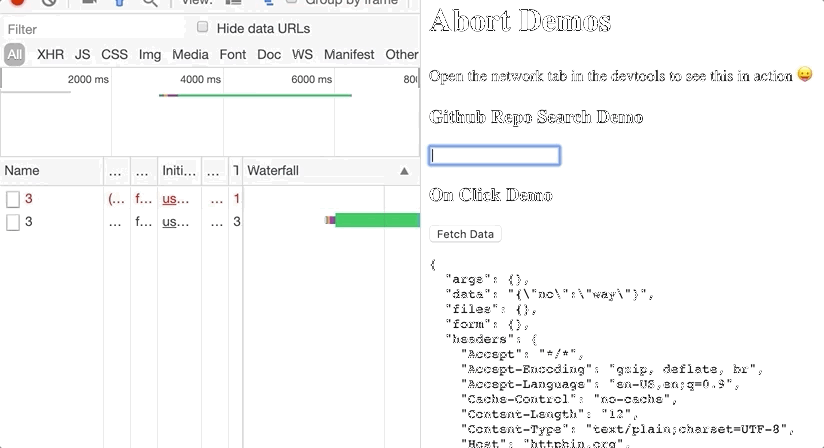 Group by frame
View:
Filter
Hide data URLs
All XHR JS CSS Img Media Font Doc WS Manifest Other
2000 ms 4000 ms 6000 ms 80
Name ... ... Initi... ... Waterfall
3 (... f... us... ... 1
3 ... f... us... ... 3
Abort Demos
Open the network tab in the devtools to see this in action 😛
Github Repo Search Demo
On Click Demo
Fetch Data
{
"args": {},
"data": "{\"no\":\"way\"}",
"files": {},
"form": {},
"headers": {
"Accept": "*/*",
"Accept-Encoding": "gzip, deflate, br",
"Accept-Language": "en-US,en;q=0.9",
"Cache-Control": "no-cache",
"Content-Length": "12",
"Content-Type": "text/plain;charset=UTF-8",
"Host": "httpbin.org",